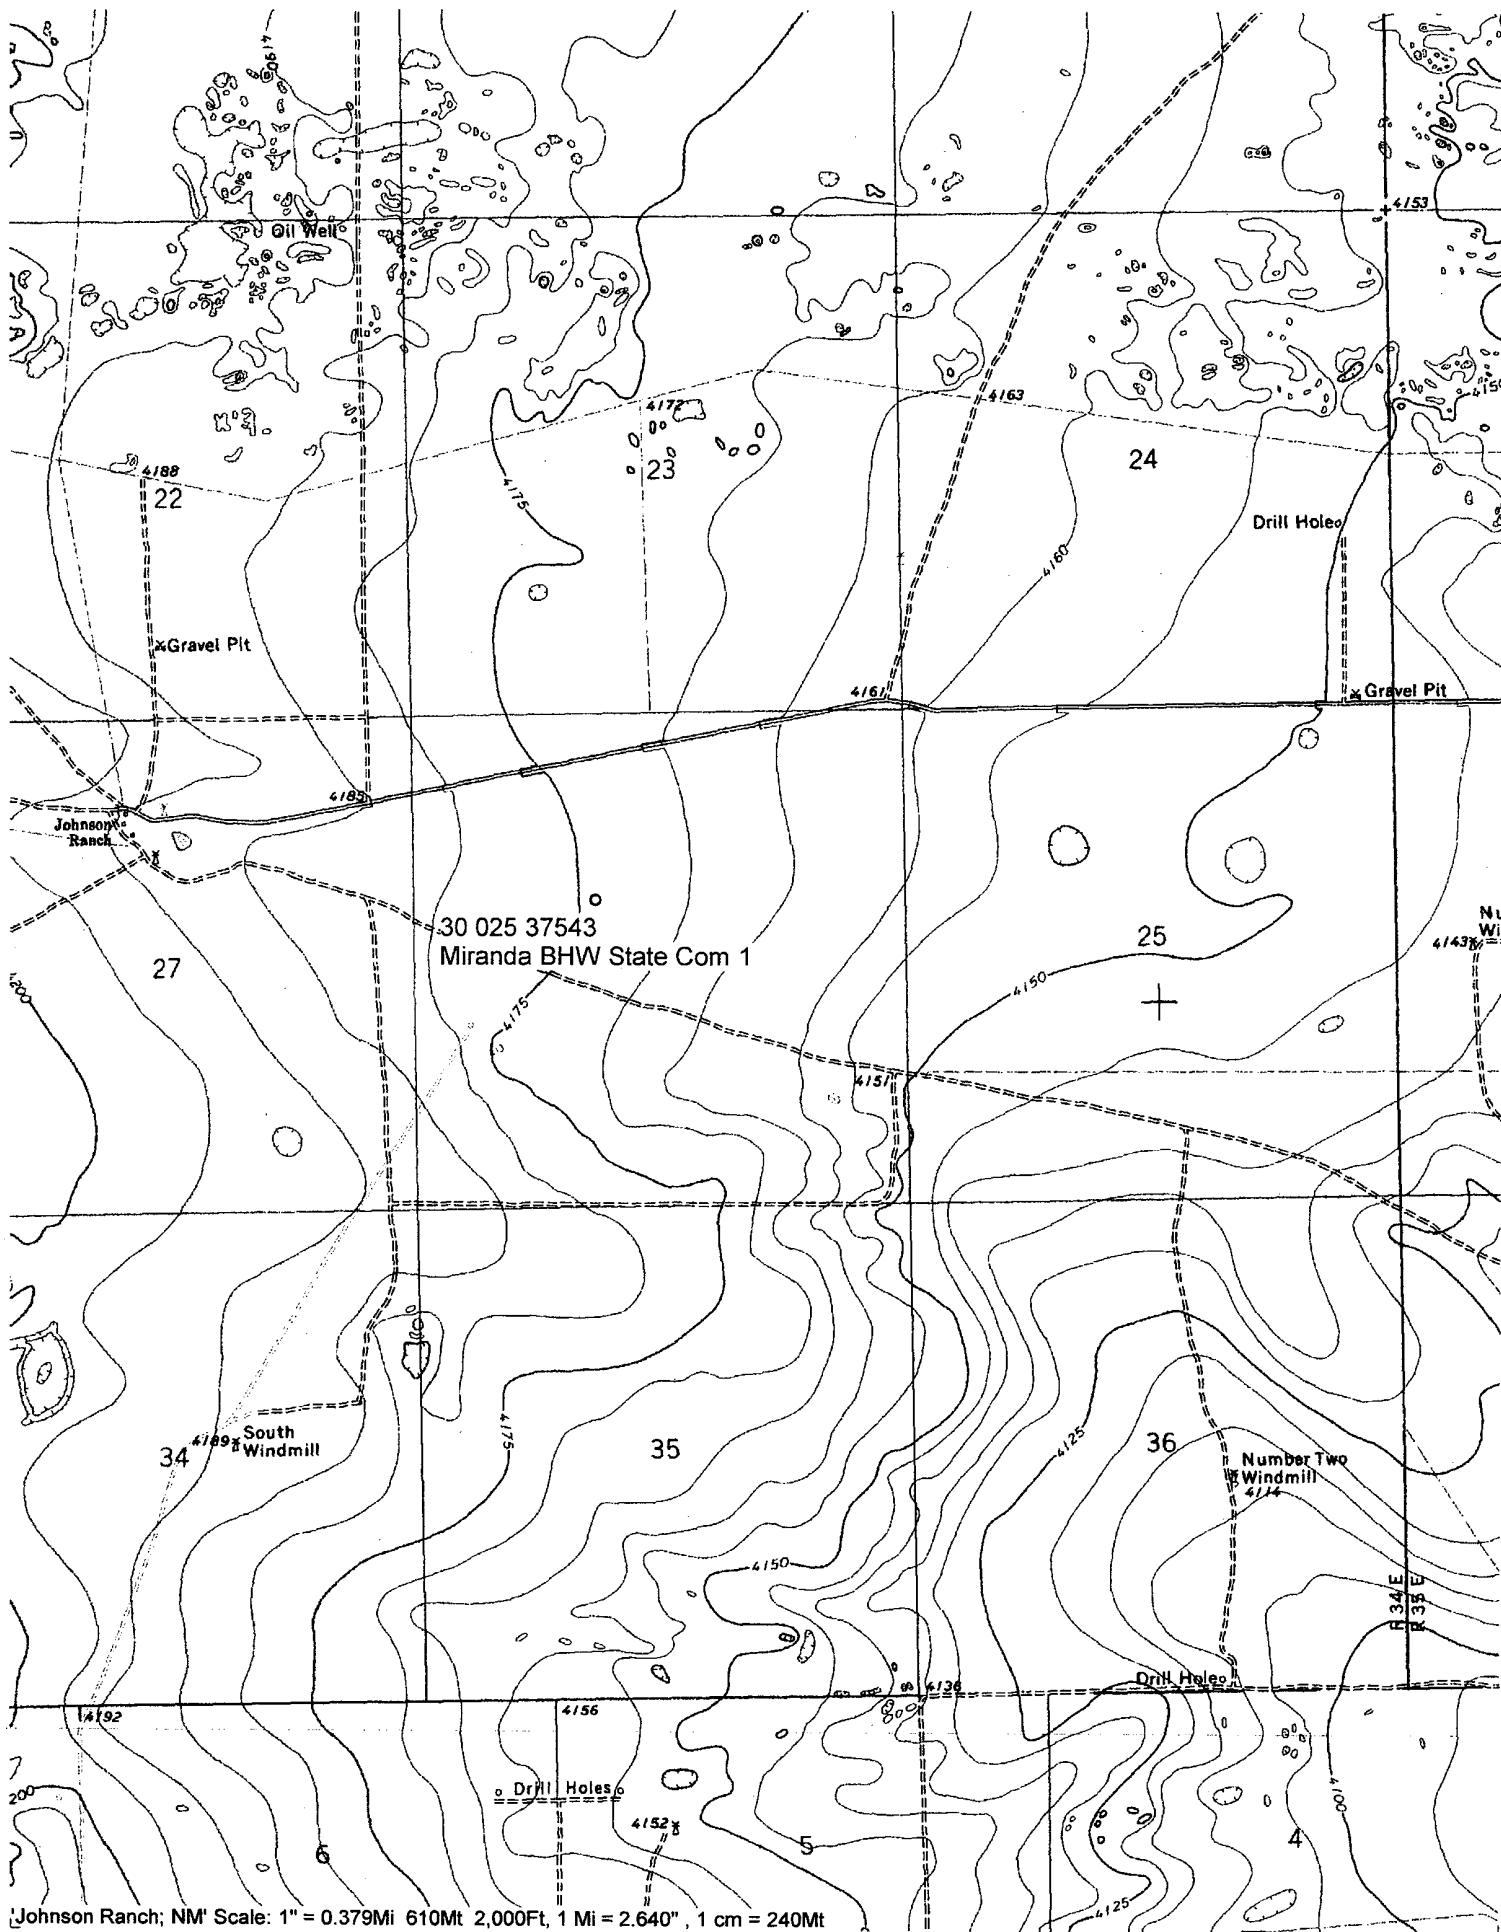 4190
Oil Well
4153
4172
4163
4150
4188
22
23
24
4175
Drill Hole
4160
Gravel Pit
4161
Gravel Pit
4185
Johnson
Ranch
30 025 37543
Miranda BHW State Com 1
25
4143
27
4150
4175
4151
4175
4125
4189
South
Windmill
34
35
36
Number Two
Windmill
4114
4150
R 34 E
R 35 E
Drill Hole
4136
4192
4156
Drill Holes
4152
4100
6
5
4
4125
'Johnson Ranch; NM' Scale: 1" = 0.379Mi 610Mt 2,000Ft, 1 Mi = 2.640" , 1 cm = 240Mt